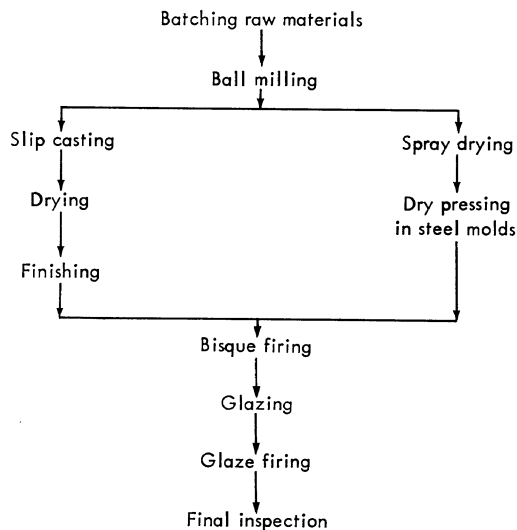 Batching raw materials
Ball milling
Slip casting
Drying
Finishing
Spray drying
Dry pressing
in steel molds
Bisque firing
Glazing
Glaze firing
Final inspection